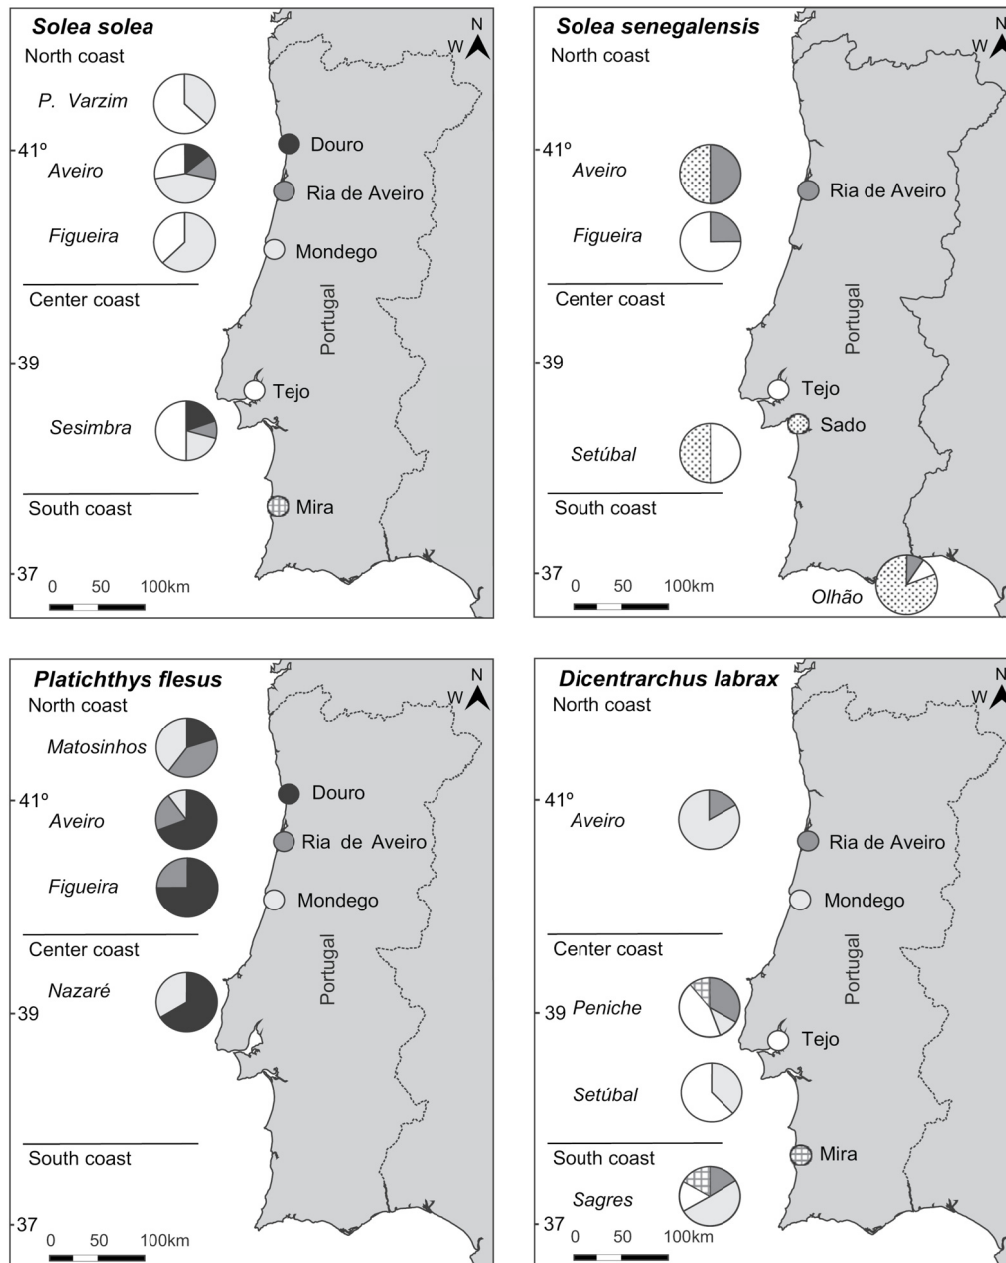 Solea solea
N
W
North coast
P. Varzim
41º
Douro
Aveiro
Ria de Aveiro
Figueira
Mondego
Center coast
Portugal
39
Tejo
Sesimbra
South coast
Mira
37
0 50 100km
Solea senegalensis
N
W
North coast
41º
Aveiro
Ria de Aveiro
Figueira
Center coast
Portugal
39
Tejo
Sado
Setúbal
South coast
37
0 50 100km
Olhão
Platichthys flesus
N
W
North coast
Matosinhos
41º
Douro
Aveiro
Ria de Aveiro
Figueira
Mondego
Center coast
Portugal
Nazaré
39
South coast
37
0 50 100km
Dicentrarchus labrax
N
W
North coast
41º
Aveiro
Ria de Aveiro
Mondego
Center coast
Portugal
Peniche
39
Tejo
Setúbal
South coast
Mira
Sagres
37
0 50 100km